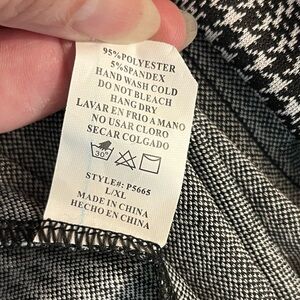 95%POLYESTER
5%SPANDEX
HAND WASH COLD
DO NOT BLEACH
HANG DRY
LAVAR EN FRIO A MANO
NO USAR CLORO
SECAR COLGADO
30°
STYLE#: P5665
L/XL
MADE IN CHINA
HECHO EN CHINA